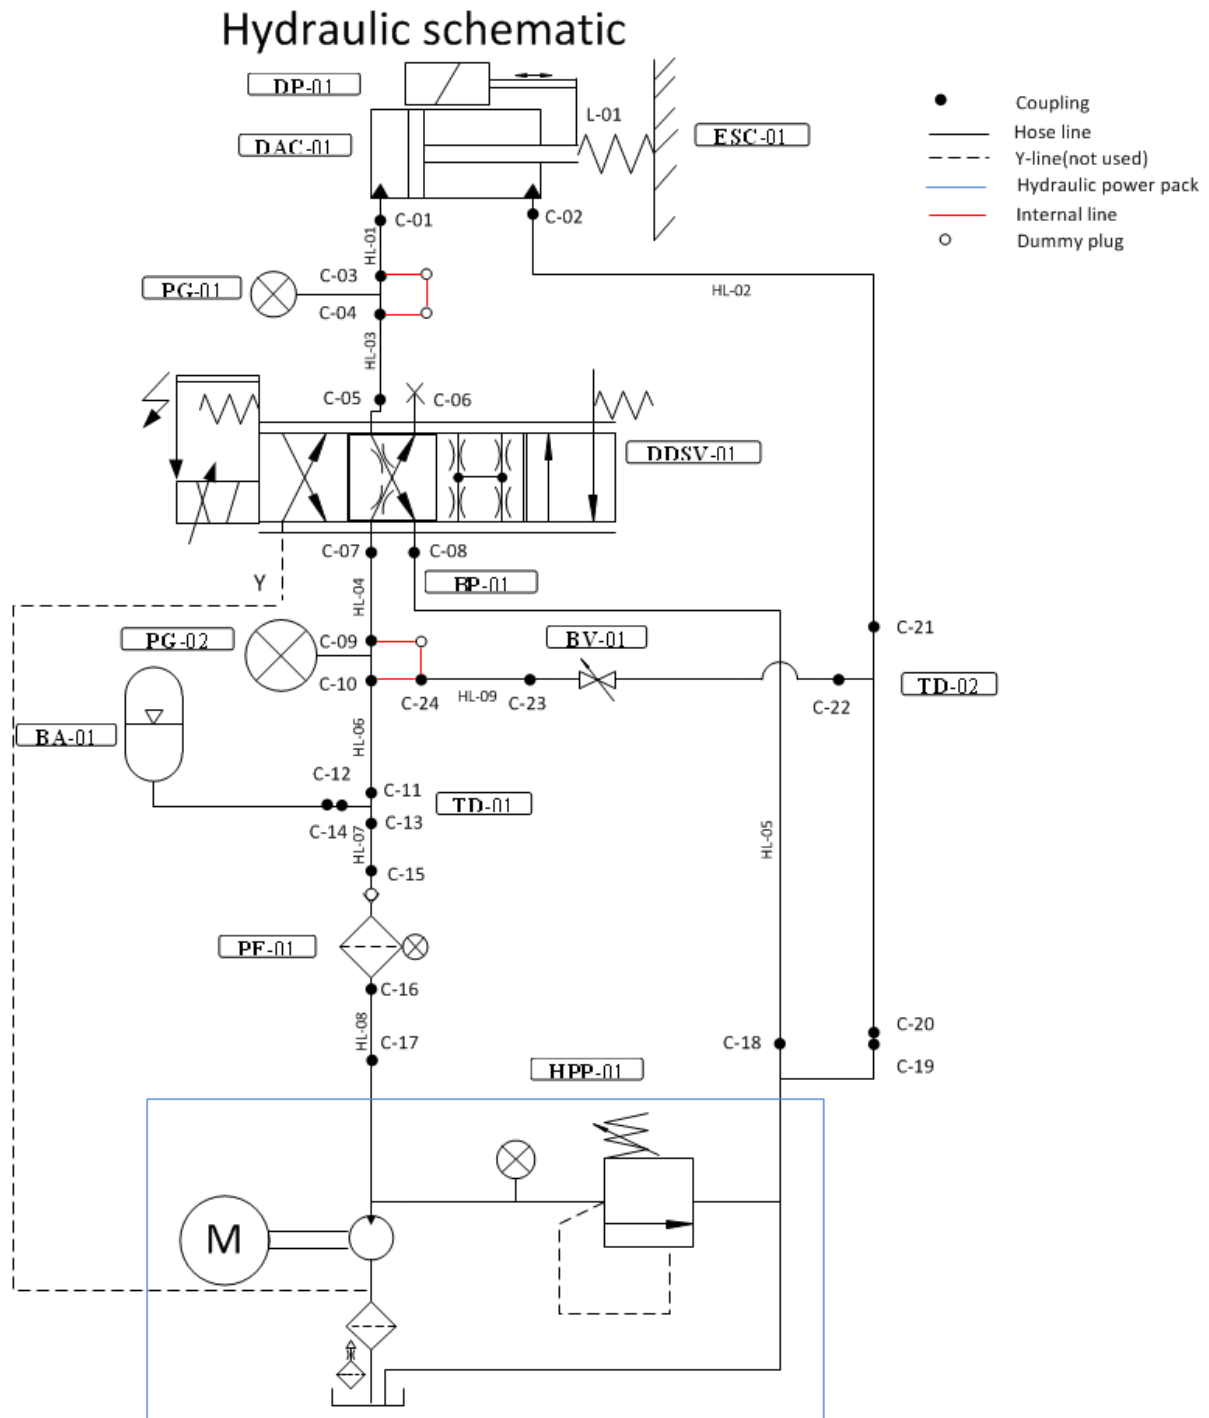 Hydraulic schematic
DP-01
L-01
DAC-01
ESC-01
Coupling
Hose line
Y-line(not used)
Hydraulic power pack
Internal line
Dummy plug
C-01
C-02
HL-01
C-03
PG-01
HL-02
C-04
HL-03
C-05
C-06
DDSV-01
C-07
C-08
Y
BP-01
HL-04
C-09
PG-02
BV-01
C-21
C-10
C-24
HL-09
C-23
C-22
TD-02
BA-01
HL-06
C-12
C-11
TD-01
C-14
C-13
HL-07
HL-05
C-15
PF-01
C-16
HL-08
C-17
C-18
C-20
C-19
HPP-01
M